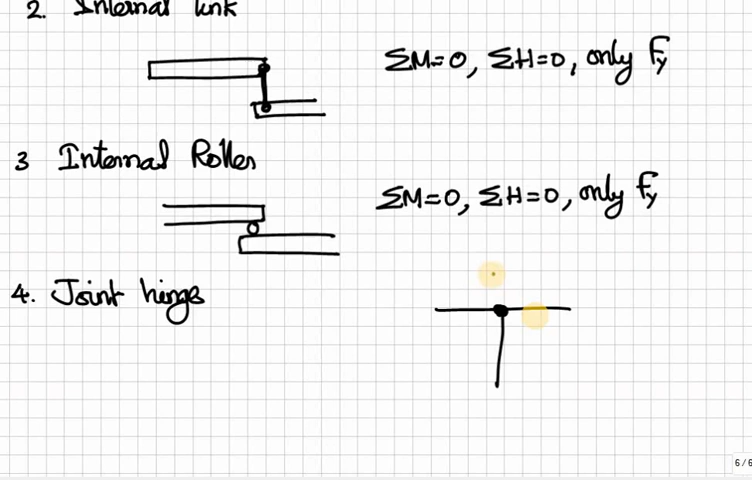 2. Internal link
ΣM=0, ΣH=0, only Fy
3 Internal Roller
ΣM=0, ΣH=0, only Fy
4. Joint hinge
6/6